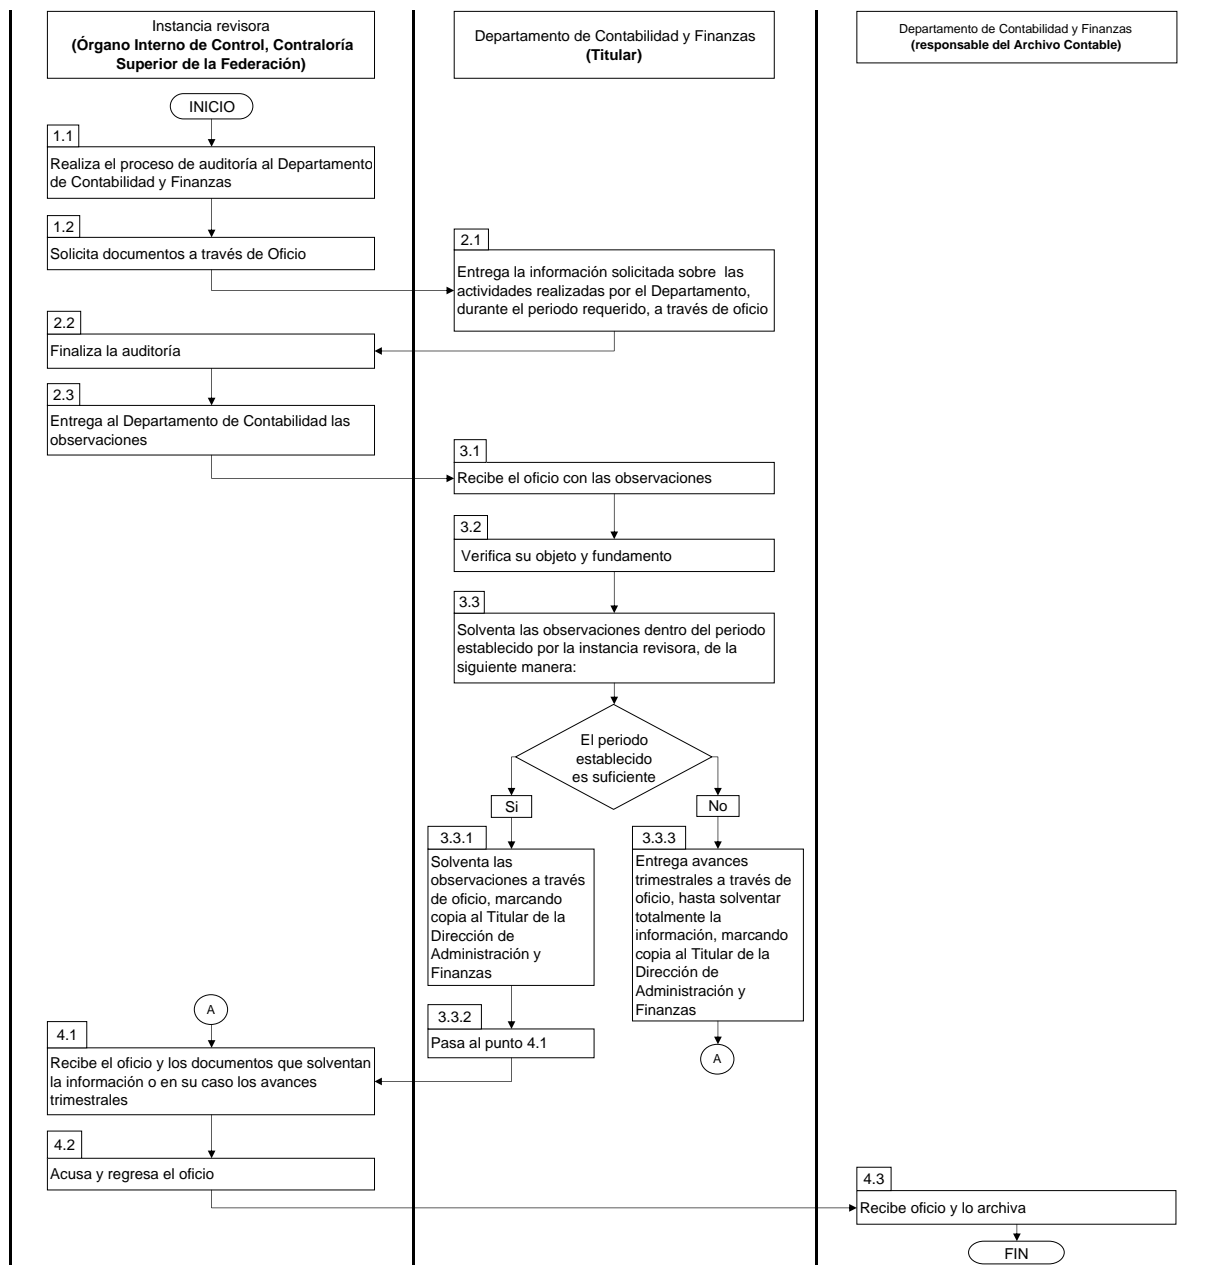 Instancia revisora
(Órgano Interno de Control, Contraloría
Superior de la Federación)
Departamento de Contabilidad y Finanzas
(Titular)
Departamento de Contabilidad y Finanzas
(responsable del Archivo Contable)
INICIO
1.1
Realiza el proceso de auditoría al Departamento
de Contabilidad y Finanzas
1.2
Solicita documentos a través de Oficio
2.1
Entrega la información solicitada sobre las
actividades realizadas por el Departamento,
durante el periodo requerido, a través de oficio
2.2
Finaliza la auditoría
2.3
Entrega al Departamento de Contabilidad las
observaciones
3.1
Recibe el oficio con las observaciones
3.2
Verifica su objeto y fundamento
3.3
Solventa las observaciones dentro del periodo
establecido por la instancia revisora, de la
siguiente manera:
El periodo
establecido
es suficiente
Si
No
3.3.1
Solventa las
observaciones a través
de oficio, marcando
copia al Titular de la
Dirección de
Administración y
Finanzas
3.3.3
Entrega avances
trimestrales a través de
oficio, hasta solventar
totalmente la
información, marcando
copia al Titular de la
Dirección de
Administración y
Finanzas
3.3.2
Pasa al punto 4.1
A
A
4.1
Recibe el oficio y los documentos que solventan
la información o en su caso los avances
trimestrales
4.2
Acusa y regresa el oficio
4.3
Recibe oficio y lo archiva
FIN